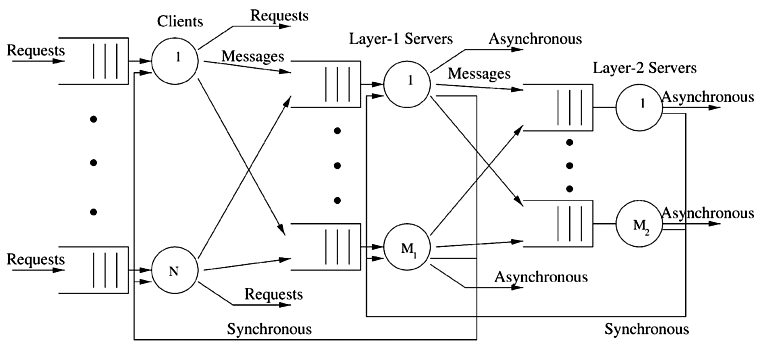 Clients
Requests
Layer-1 Servers
Asynchronous
Requests
1
Messages
Layer-2 Servers
1
Messages
1
Asynchronous
Requests
N
Requests
M1
Asynchronous
M2
Asynchronous
Synchronous
Synchronous